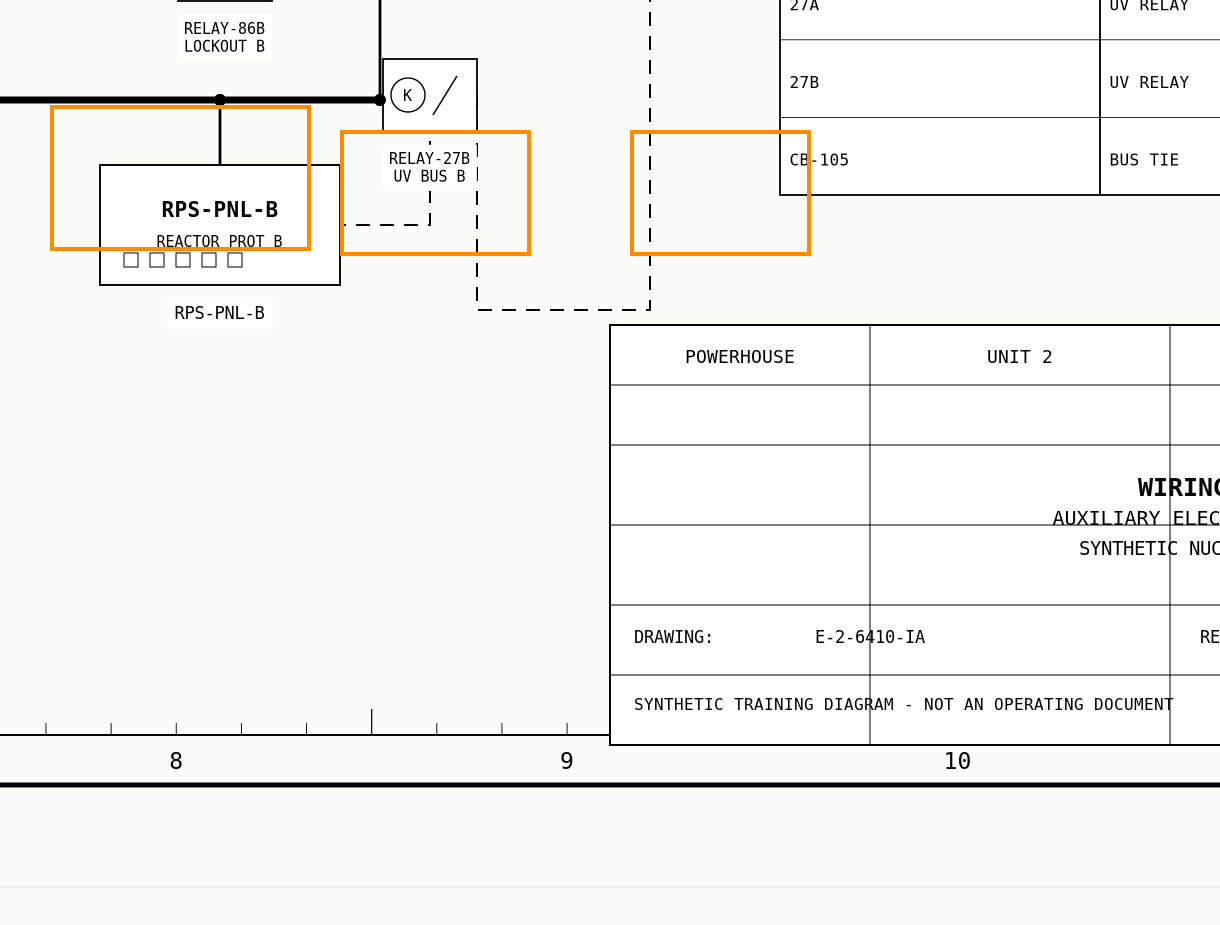 RELAY-86B
LOCKOUT B
K
RELAY-27B
UV BUS B
RPS-PNL-B
REACTOR PROT B
RPS-PNL-B
27A
UV RELAY
27B
UV RELAY
CB-105
BUS TIE
POWERHOUSE
UNIT 2
WIRING
AUXILIARY ELEC
SYNTHETIC NUC
DRAWING:
E-2-6410-IA
RE
SYNTHETIC TRAINING DIAGRAM - NOT AN OPERATING DOCUMENT
8
9
10